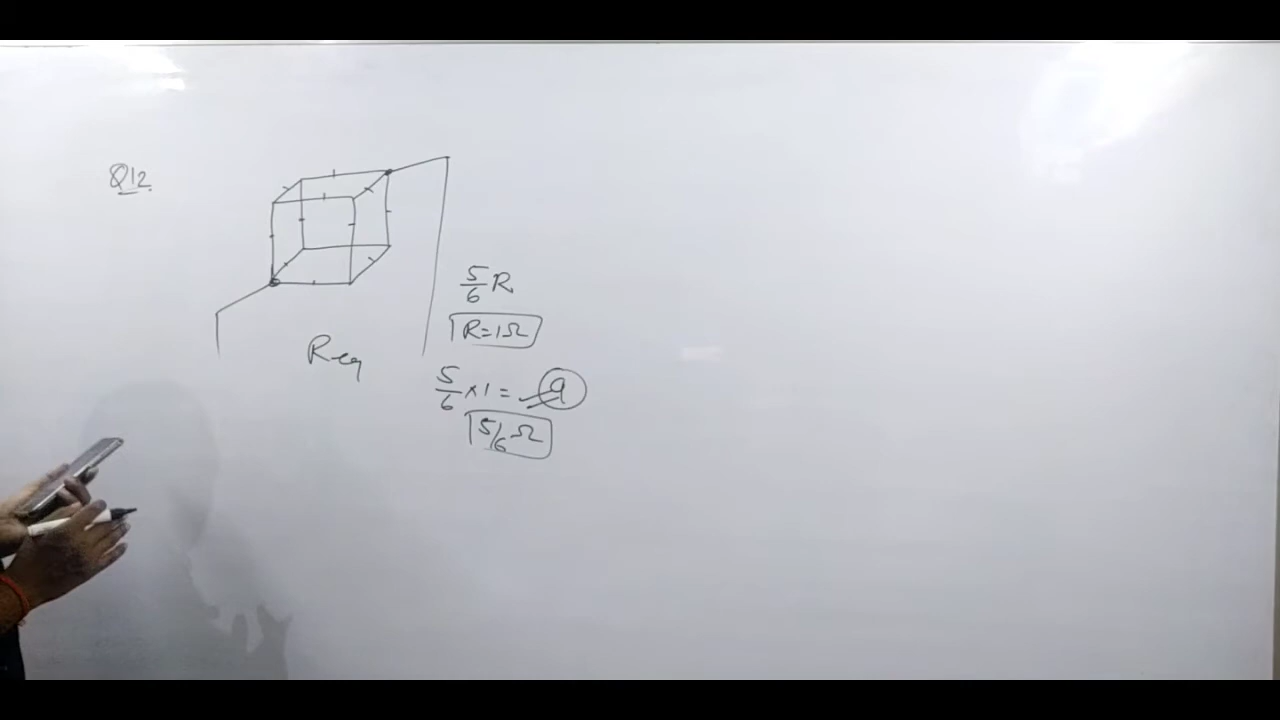 Q12.
5/6 R
R=1Ω
Req
5/6 × 1 = a
5/6 Ω